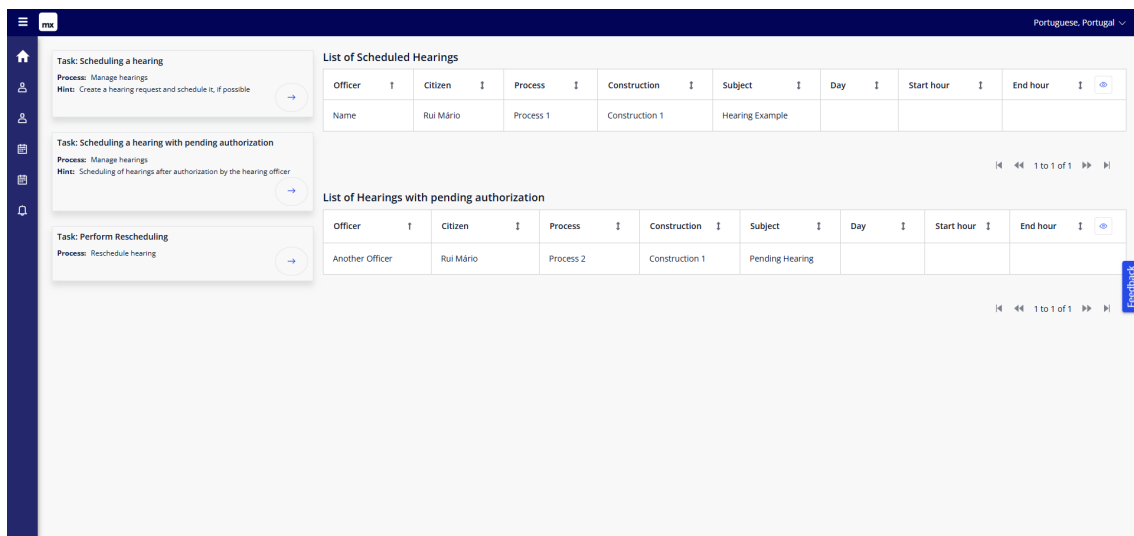 mx
Portuguese, Portugal
Task: Scheduling a hearing
Process: Manage hearings
Hint: Create a hearing request and schedule it, if possible
Task: Scheduling a hearing with pending authorization
Process: Manage hearings
Hint: Scheduling of hearings after authorization by the hearing officer
Task: Perform Rescheduling
Process: Reschedule hearing
List of Scheduled Hearings
Officer Citizen Process Construction Subject Day Start hour End hour
Name Rui Mário Process 1 Construction 1 Hearing Example
1 to 1 of 1
List of Hearings with pending authorization
Officer Citizen Process Construction Subject Day Start hour End hour
Another Officer Rui Mário Process 2 Construction 1 Pending Hearing
1 to 1 of 1
Feedback